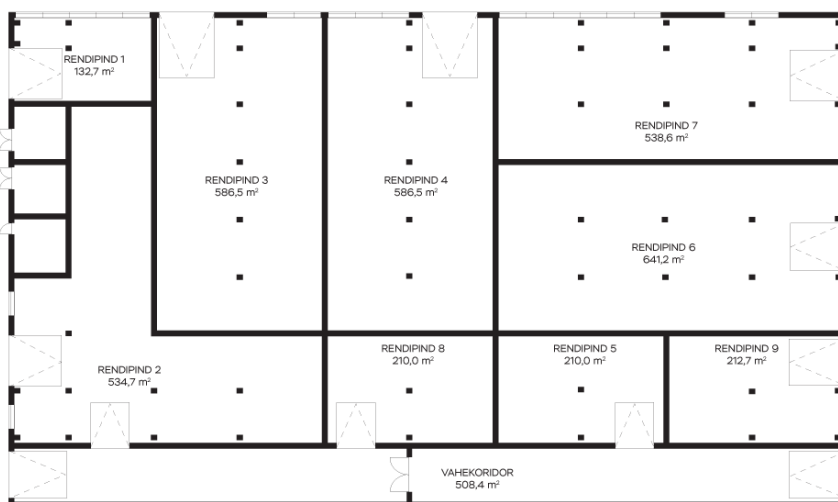 RENDIPIND 1
132,7 m²
RENDIPIND 7
538,6 m²
RENDIPIND 3
586,5 m²
RENDIPIND 4
586,5 m²
RENDIPIND 6
641,2 m²
RENDIPIND 2
534,7 m²
RENDIPIND 8
210,0 m²
RENDIPIND 5
210,0 m²
RENDIPIND 9
212,7 m²
VAHEKORIDOR
508,4 m²